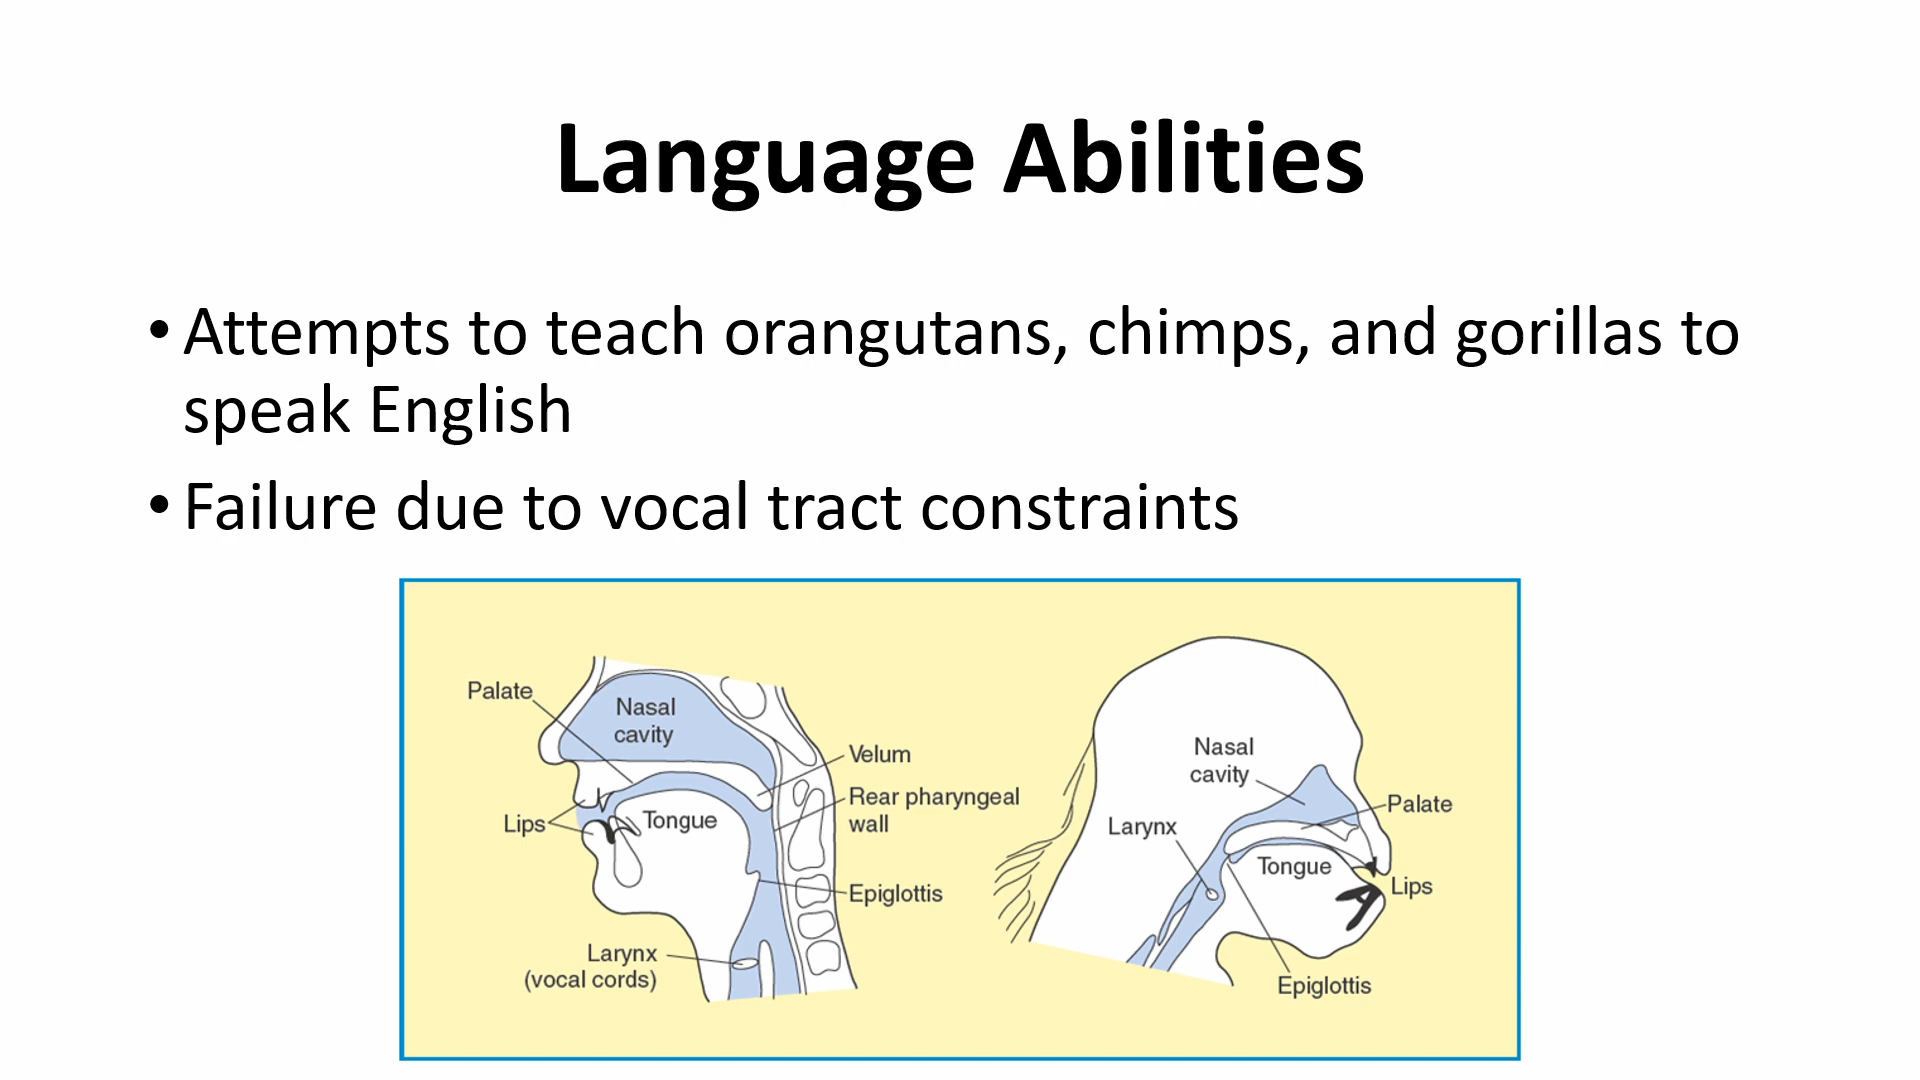 Language Abilities
• Attempts to teach orangutans, chimps, and gorillas to
speak English
• Failure due to vocal tract constraints
Palate
Nasal
cavity
Velum
Rear pharyngeal
wall
Lips
Tongue
Epiglottis
Larynx
(vocal cords)
Nasal
cavity
Palate
Larynx
Tongue
Lips
Epiglottis